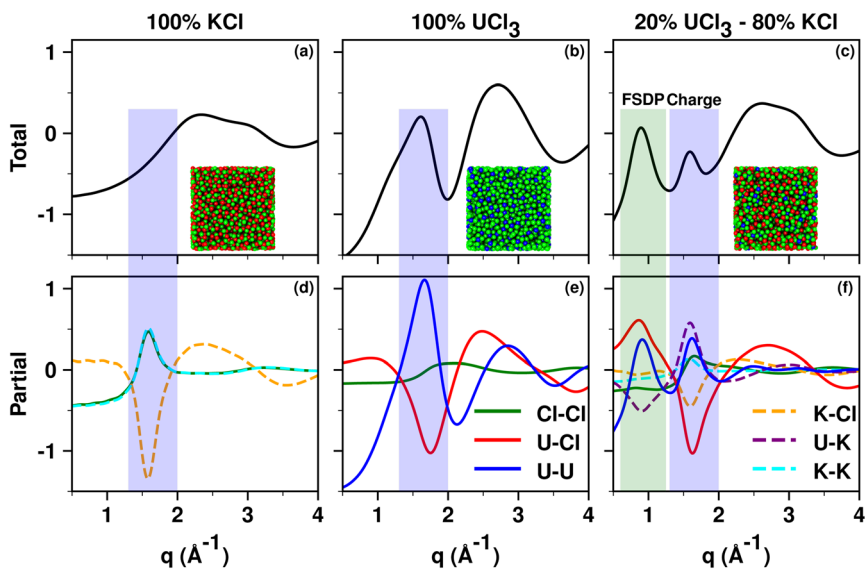 100% KCl
100% UCl3
20% UCl3 - 80% KCl
(a)
(b)
(c)
FSDP Charge
Total
1
0
-1
(d)
(e)
(f)
Partial
1
0
-1
Cl-Cl
U-Cl
U-U
K-Cl
U-K
K-K
1 2 3 4
1 2 3 4
1 2 3 4
q (Å-1)
q (Å-1)
q (Å-1)